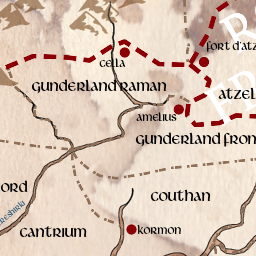 FORT D'ATZ
CELLA
GUNDERLAND RAMAN
ATZEL
AMELIUS
GUNDERLAND FRON
ORD
COUTHAN
CANTRIUM
KORMON